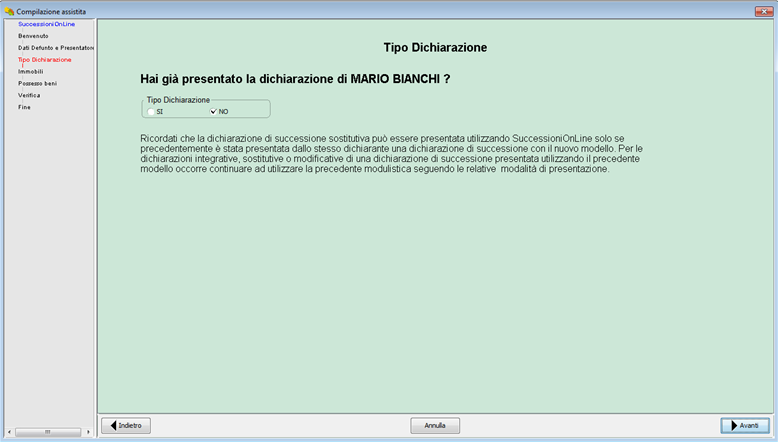 Compilazione assistita
SuccessioniOnLine
Benvenuto
Dati Defunto e Presentatore
Tipo Dichiarazione
Immobili
Possesso beni
Verifica
Fine
Tipo Dichiarazione
Hai già presentato la dichiarazione di MARIO BIANCHI ?
Tipo Dichiarazione
SI NO
Ricordati che la dichiarazione di successione sostitutiva può essere presentata utilizzando SuccessioniOnLine solo se
precedentemente è stata presentata dallo stesso dichiarante una dichiarazione di successione con il nuovo modello. Per le
dichiarazioni integrative, sostitutive o modificative di una dichiarazione di successione presentata utilizzando il precedente
modello occorre continuare ad utilizzare la precedente modulistica seguendo le relative modalità di presentazione.
Indietro Annulla Avanti